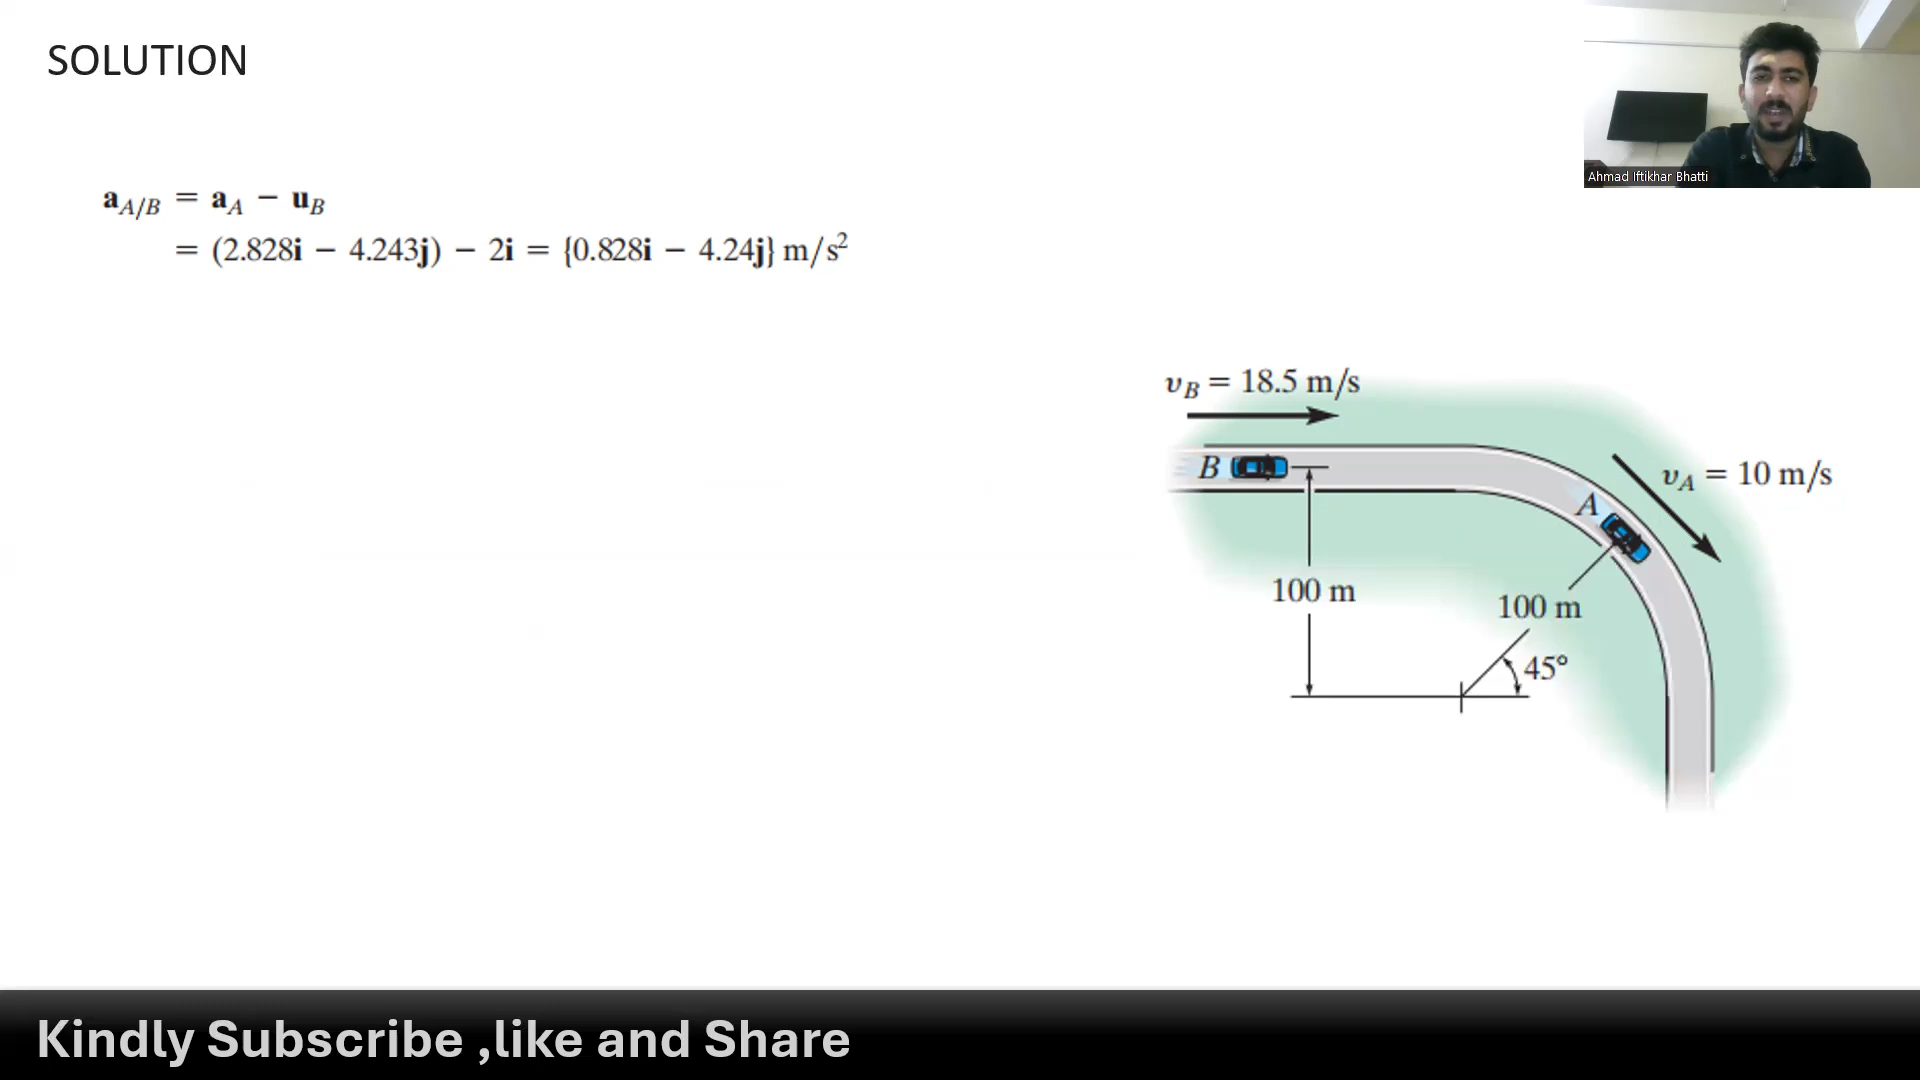 SOLUTION
Ahmad Iftikhar Bhatti
a_{A/B} = a_A − u_B
= (2.828i − 4.243j) − 2i = {0.828i − 4.24j} m/s²
v_B = 18.5 m/s
B
v_A = 10 m/s
A
100 m
100 m
45°
Kindly Subscribe ,like and Share